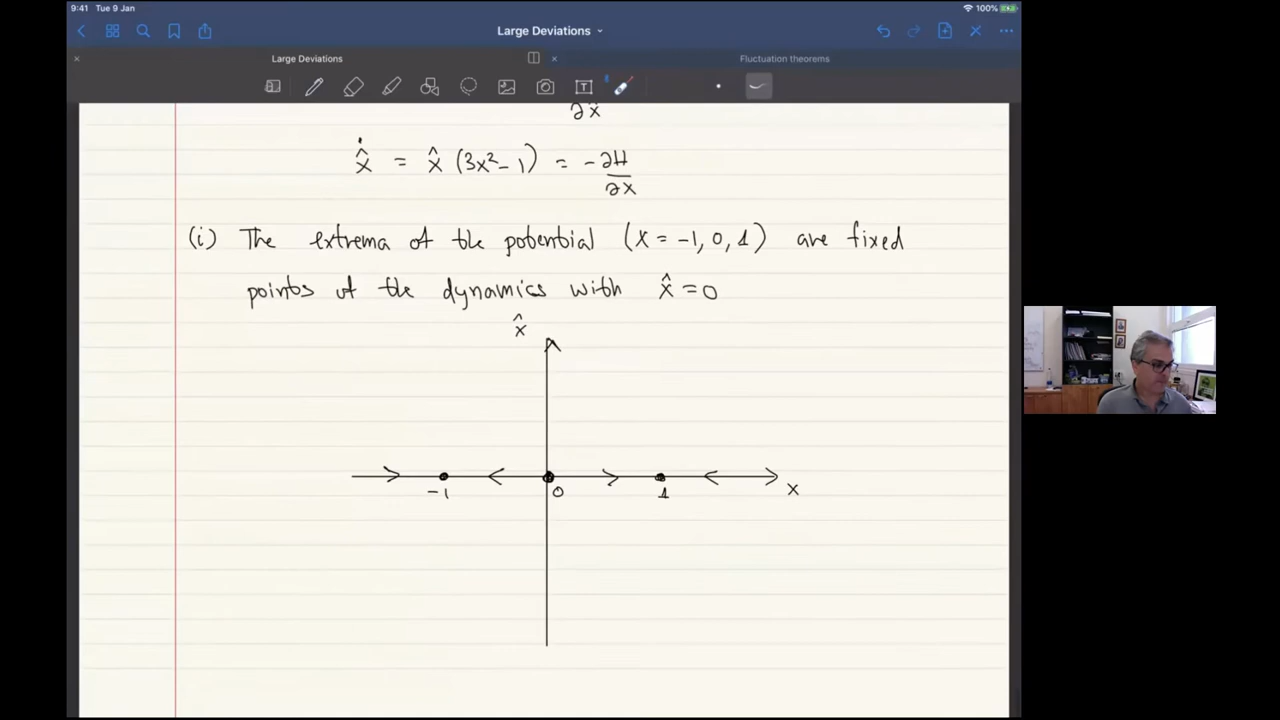 9:41 Tue 9 Jan
100%
Large Deviations
Large Deviations
Fluctuation theorems
∂x̂
x̂̇ = x̂ (3x² - 1) = -∂H/∂x
(i) The extrema of the potential (x = -1, 0, 1) are fixed
points of the dynamics with x̂ = 0
x̂
-1 0 1 x